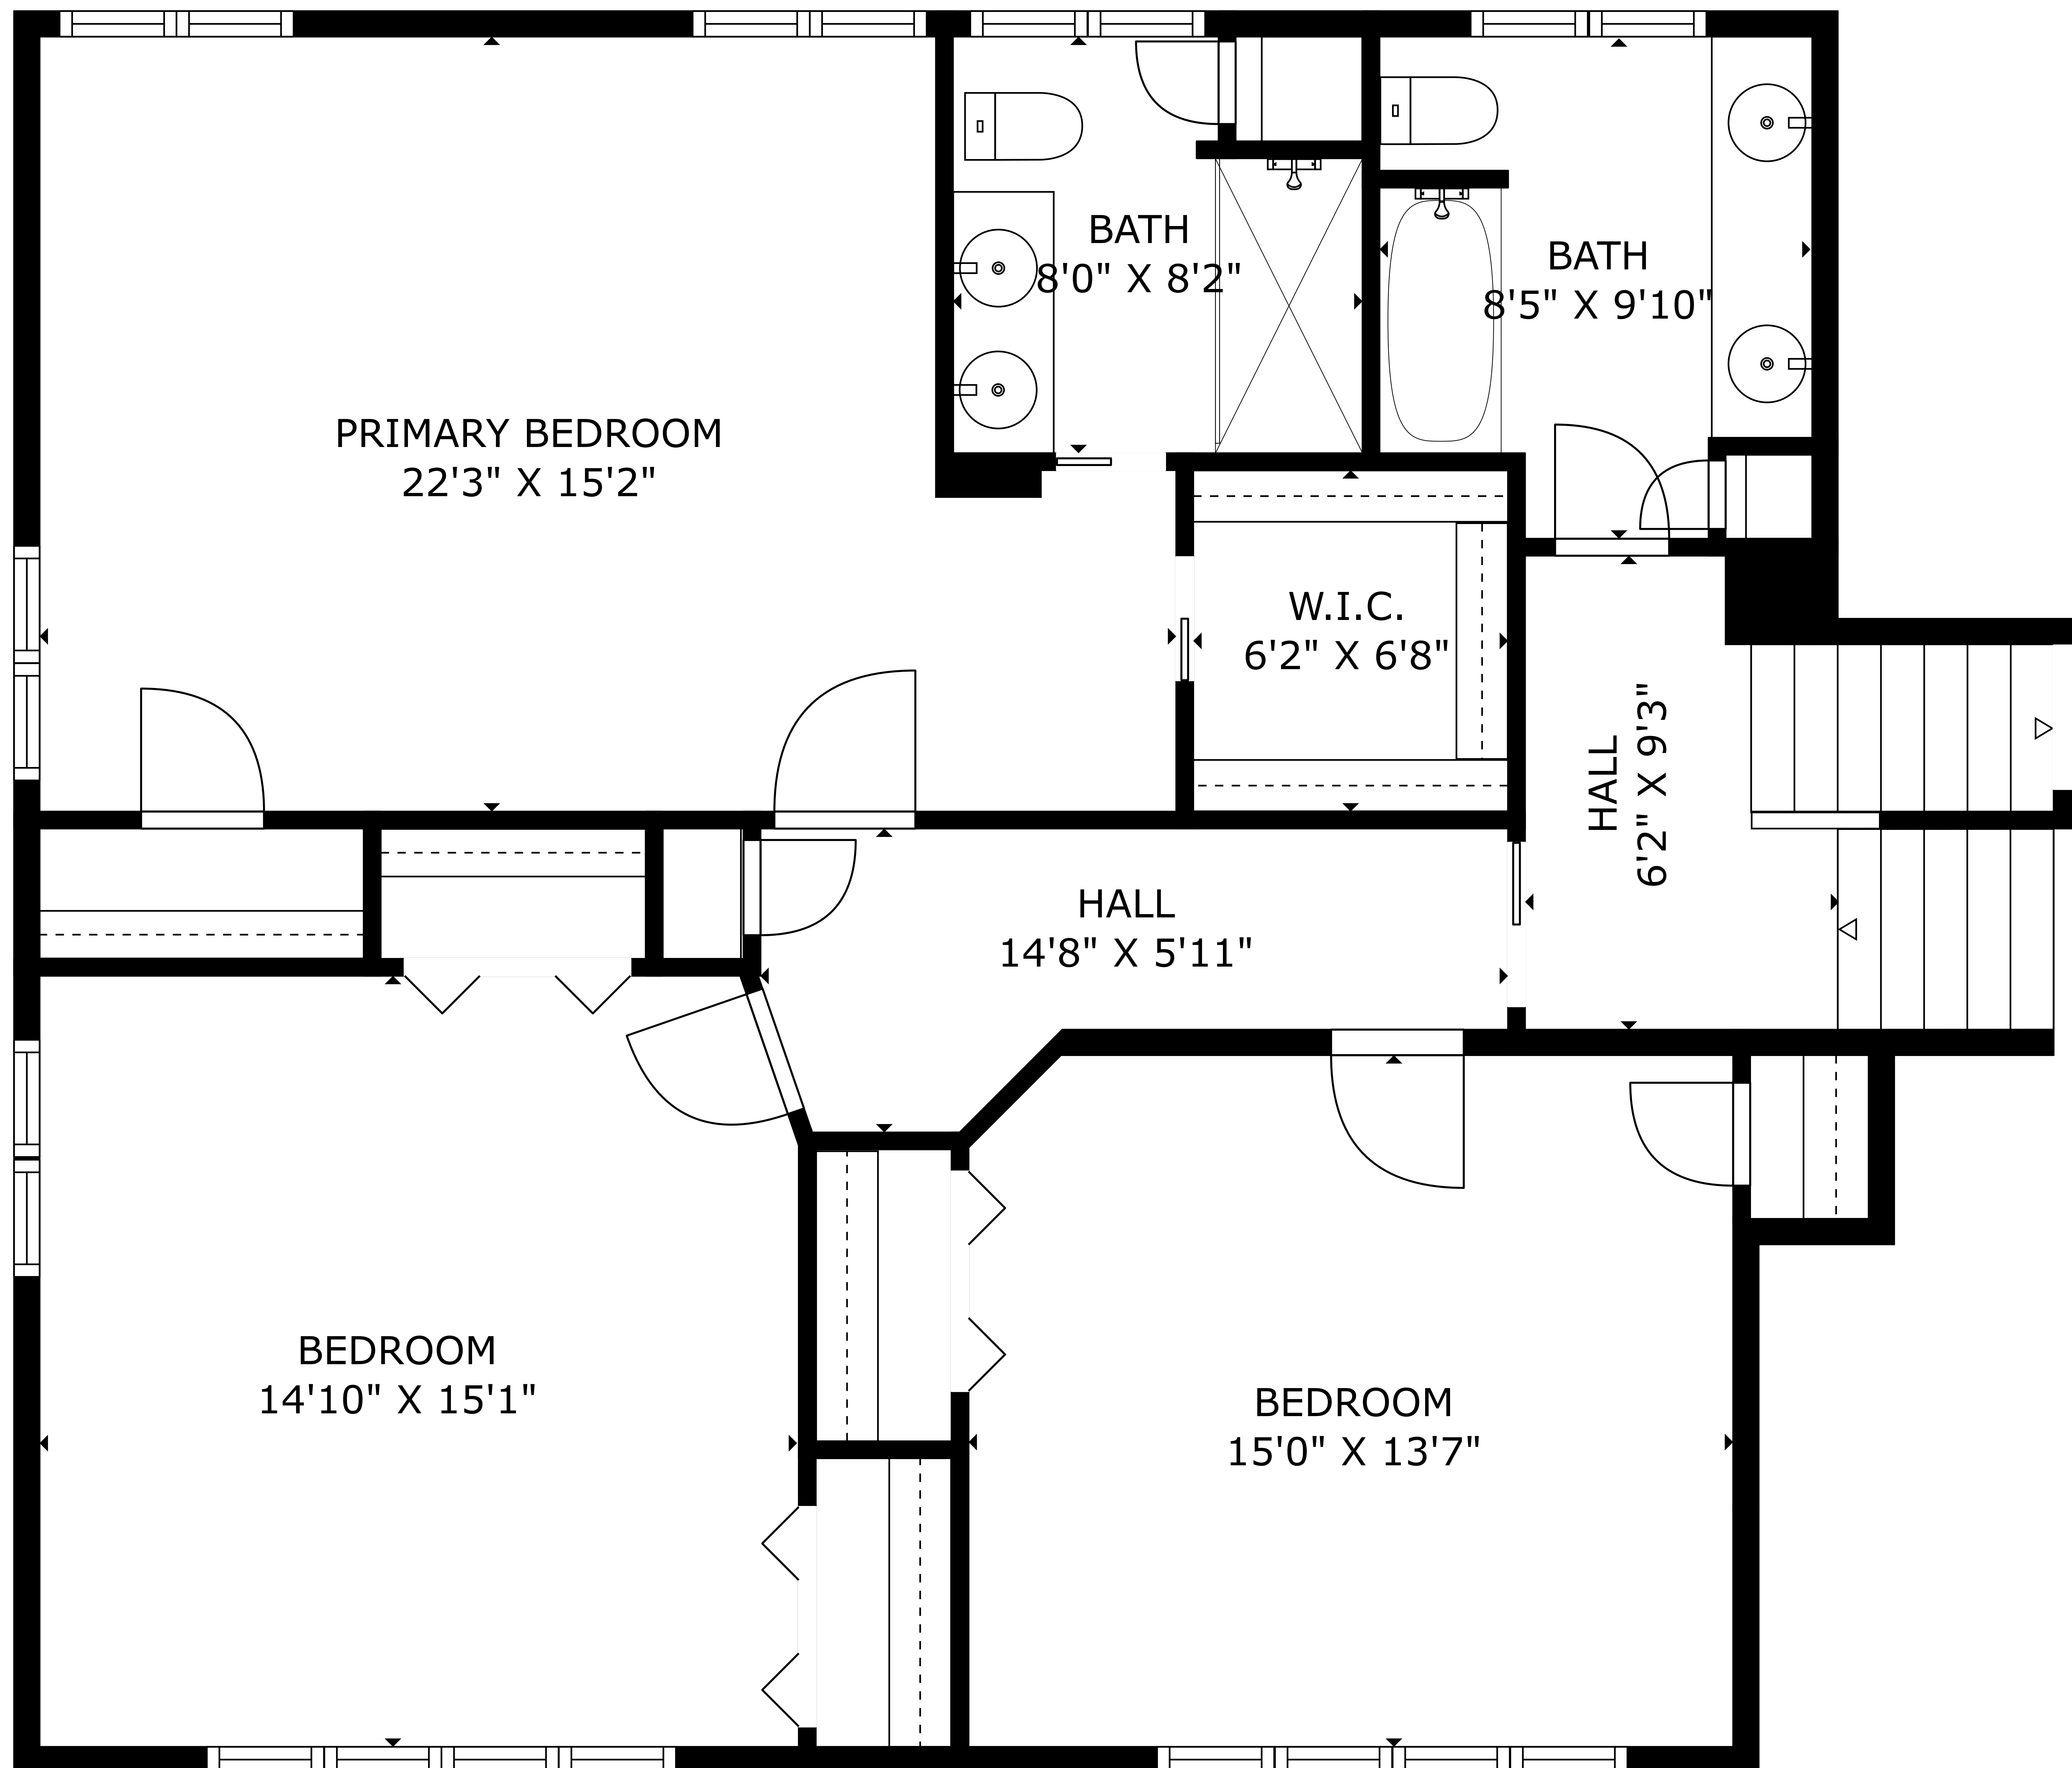 BATH
8'0" X 8'2"
BATH
8'5" X 9'10"
PRIMARY BEDROOM
22'3" X 15'2"
W.I.C.
6'2" X 6'8"
HALL
6'2" X 9'3"
HALL
14'8" X 5'11"
BEDROOM
14'10" X 15'1"
BEDROOM
15'0" X 13'7"